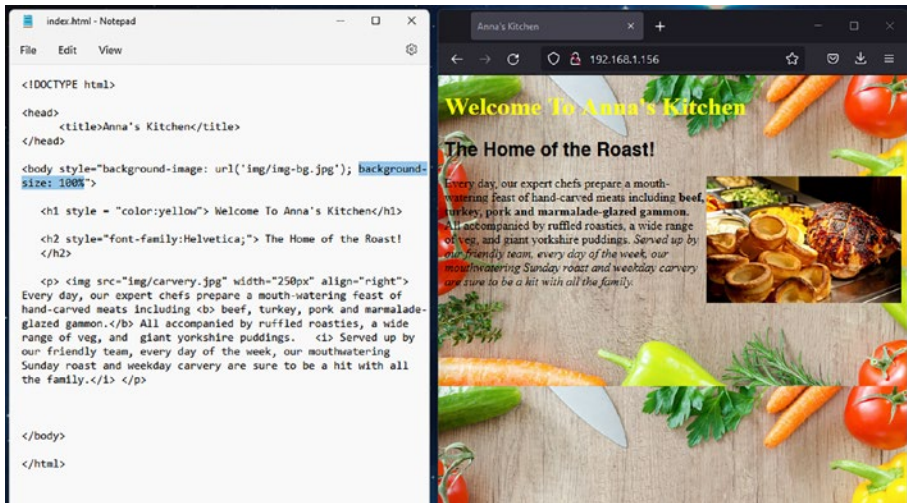 index.html - Notepad
File Edit View
<!DOCTYPE html>
<head>
<title>Anna's Kitchen</title>
</head>
<body style="background-image: url('img/img-bg.jpg'); background-
size: 100%">
<h1 style = "color:yellow"> Welcome To Anna's Kitchen</h1>
<h2 style="font-family:Helvetica;"> The Home of the Roast!
</h2>
<p> <img src="img/carvery.jpg" width="250px" align="right">
Every day, our expert chefs prepare a mouth-watering feast of
hand-carved meats including <b> beef, turkey, pork and marmalade-
glazed gammon.</b> All accompanied by ruffled roasties, a wide
range of veg, and  giant yorkshire puddings.   <i> Served up by
our friendly team, every day of the week, our mouthwatering
Sunday roast and weekday carvery are sure to be a hit with all
the family.</i> </p>
</body>
</html>
Anna's Kitchen
192.168.1.156
Welcome To Anna's Kitchen
The Home of the Roast!
Every day, our expert chefs prepare a mouth-
watering feast of hand-carved meats including beef,
turkey, pork and marmalade-glazed gammon.
All accompanied by ruffled roasties, a wide range
of veg, and giant yorkshire puddings. Served up by
our friendly team, every day of the week, our
mouthwatering Sunday roast and weekday carvery
are sure to be a hit with all the family.